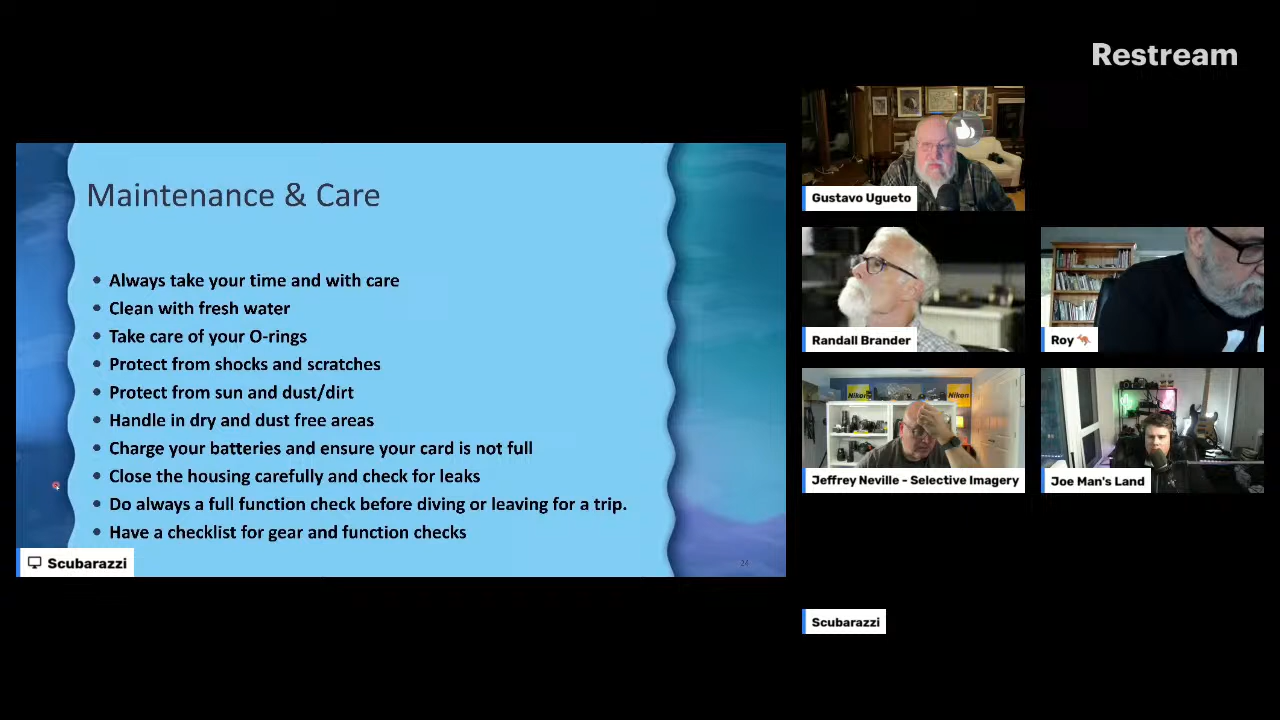 Restream
Maintenance & Care
Always take your time and with care
Clean with fresh water
Take care of your O-rings
Protect from shocks and scratches
Protect from sun and dust/dirt
Handle in dry and dust free areas
Charge your batteries and ensure your card is not full
Close the housing carefully and check for leaks
Do always a full function check before diving or leaving for a trip.
Have a checklist for gear and function checks
24
Scubarazzi
Gustavo Ugueto
Randall Brander
Roy
Nikon
Nikon
Jeffrey Neville - Selective Imagery
Joe Man's Land
Scubarazzi